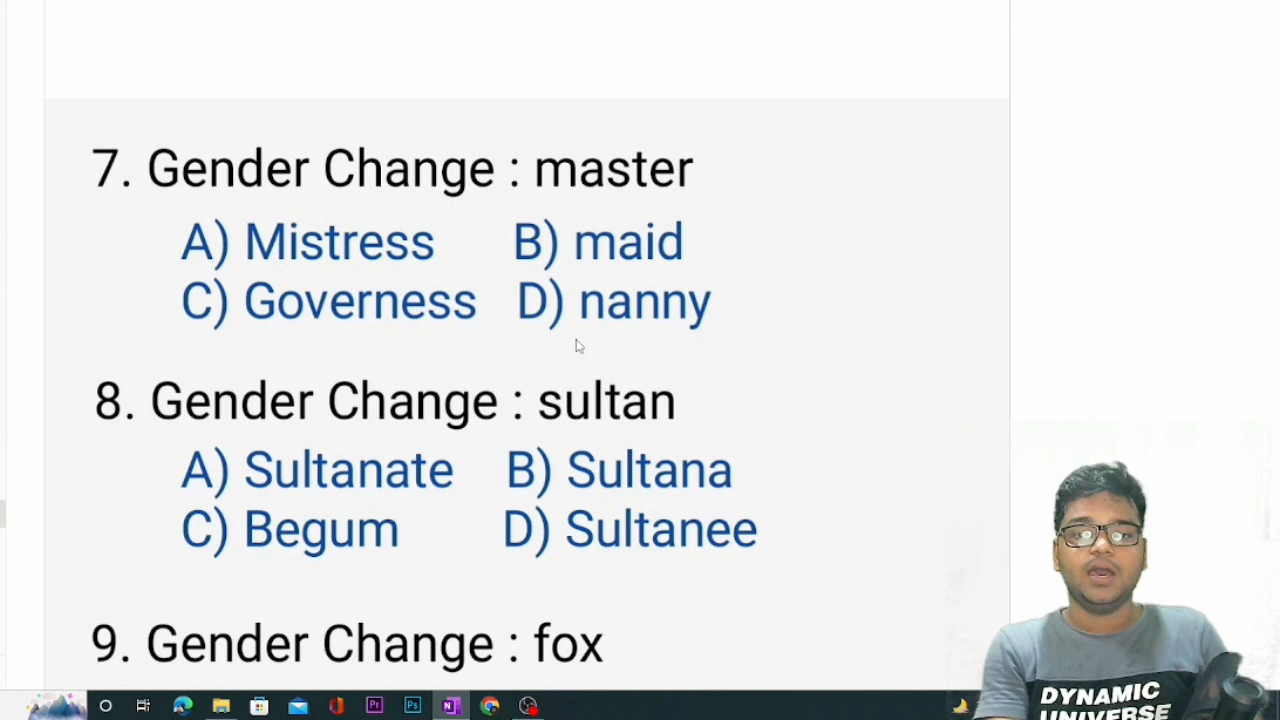 7. Gender Change : master
A) Mistress B) maid
C) Governess D) nanny
8. Gender Change : sultan
A) Sultanate B) Sultana
C) Begum D) Sultanee
9. Gender Change : fox
DYNAMIC
UNIVERSE